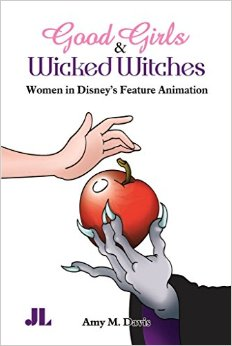 Good Girls
&
Wicked Witches
Women in Disney's Feature Animation
JL
Amy M. Davis